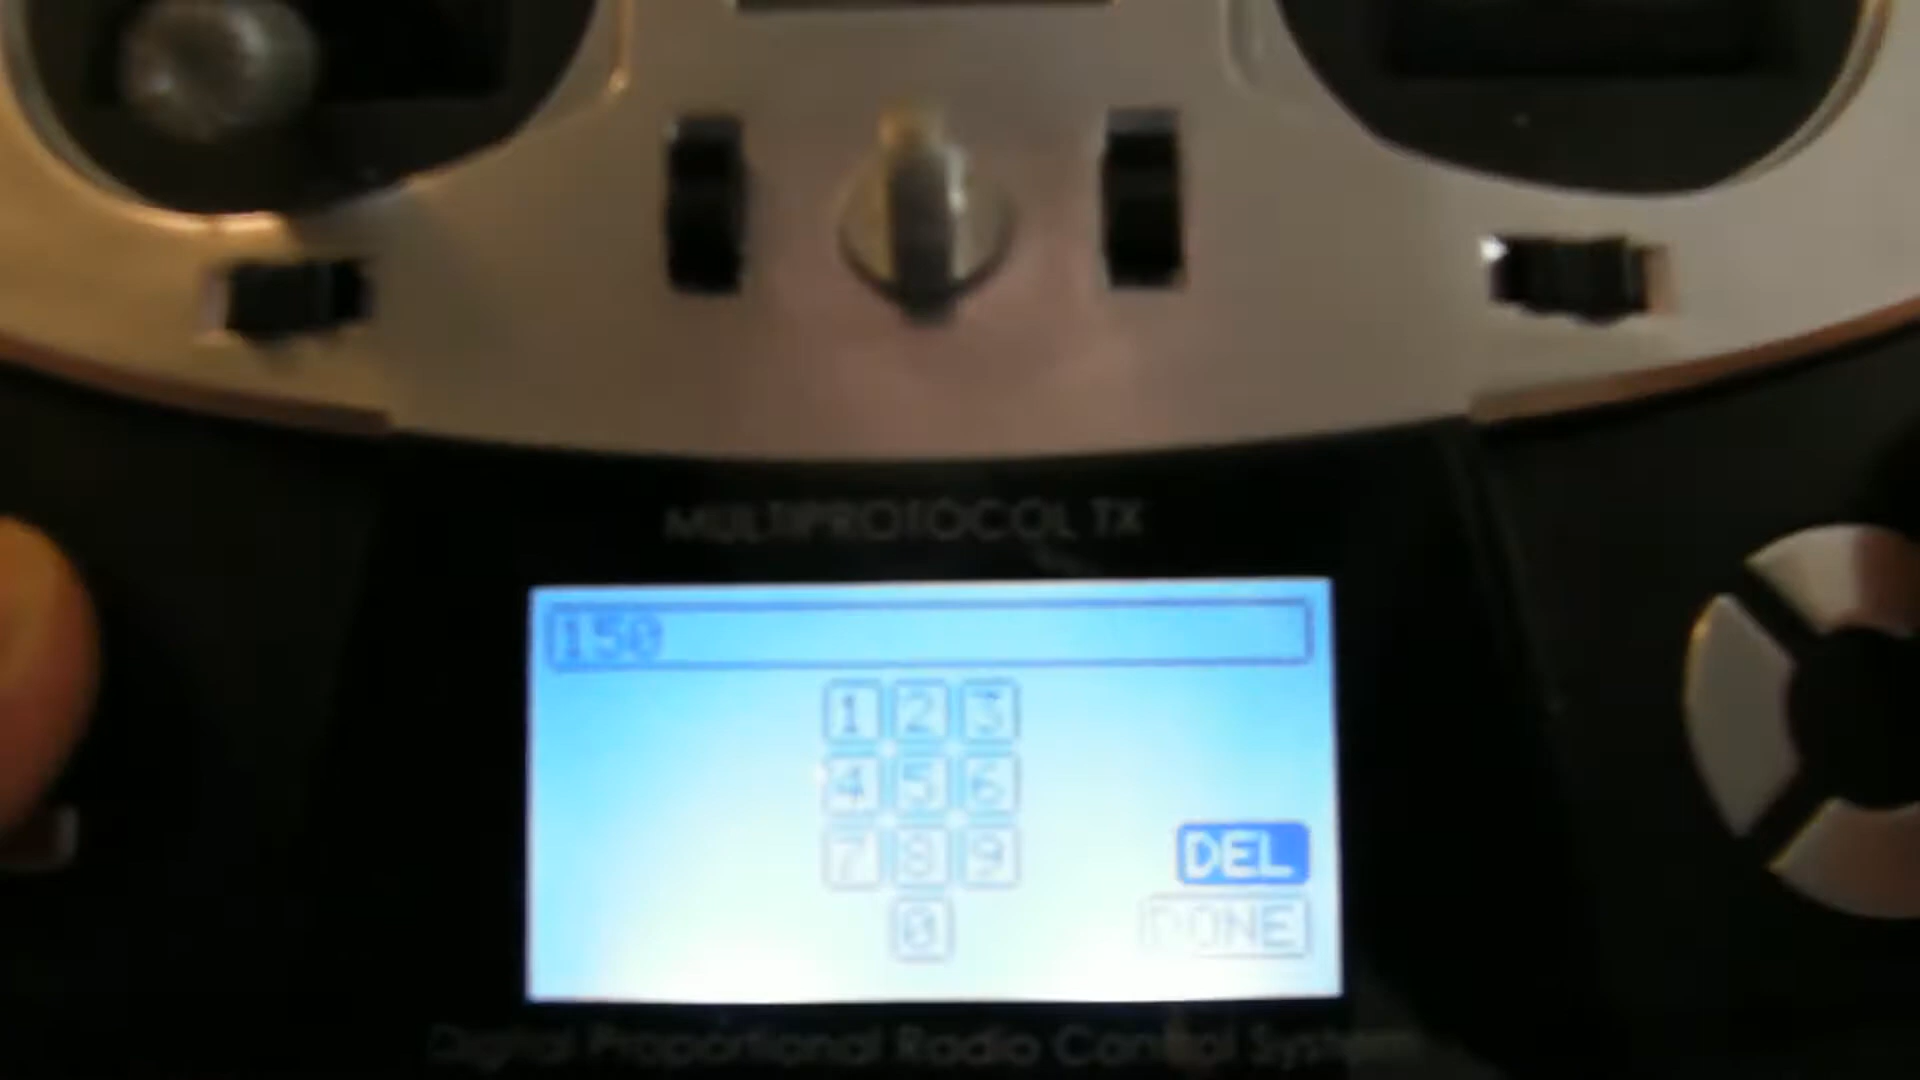 MULTIPROTOCOL TX
150
1 2 3
4 5 6
7 8 9
DEL
0
DONE
Digital Proportional Radio Control System